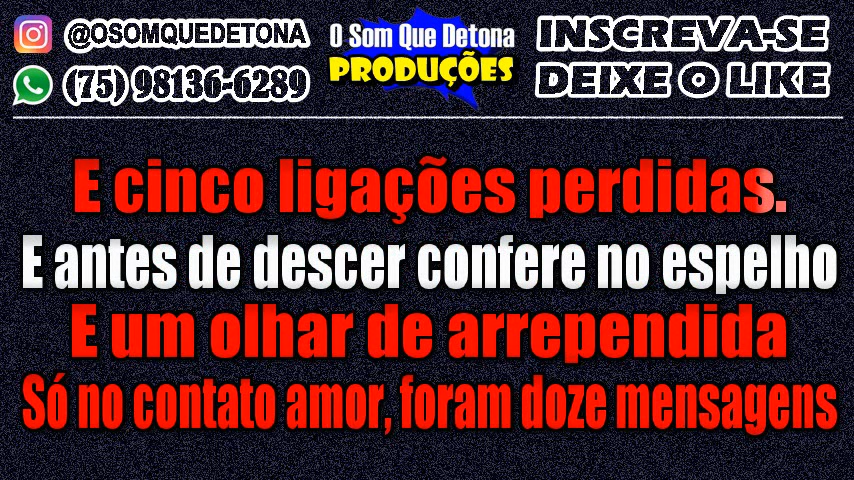 @OSOMQUEDETONA
(75) 98136-6289
O Som Que Detona
PRODUÇÕES
INSCREVA-SE
DEIXE O LIKE
E cinco ligações perdidas.
E antes de descer confere no espelho
E um olhar de arrependida
Só no contato amor, foram doze mensagens